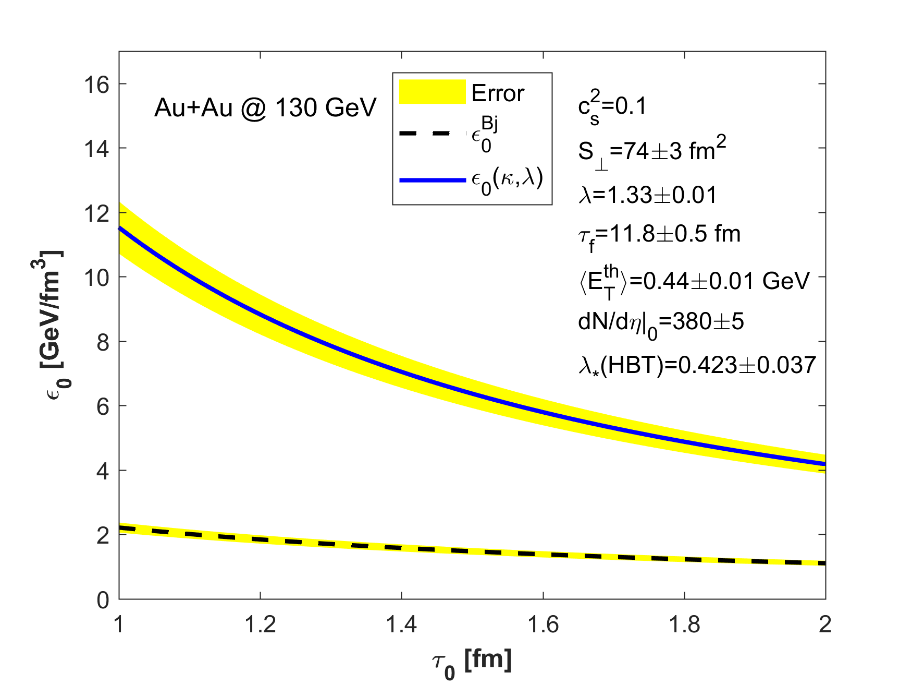 Au+Au @ 130 GeV
Error
ϵ₀ᴮʲ
ϵ₀(κ,λ)
cₛ²=0.1
S⊥=74±3 fm²
λ=1.33±0.01
τf=11.8±0.5 fm
⟨E_T^th⟩=0.44±0.01 GeV
dN/dη|₀=380±5
λ*(HBT)=0.423±0.037
ϵ₀ [GeV/fm³]
16
14
12
10
8
6
4
2
0
1 1.2 1.4 1.6 1.8 2
τ₀ [fm]